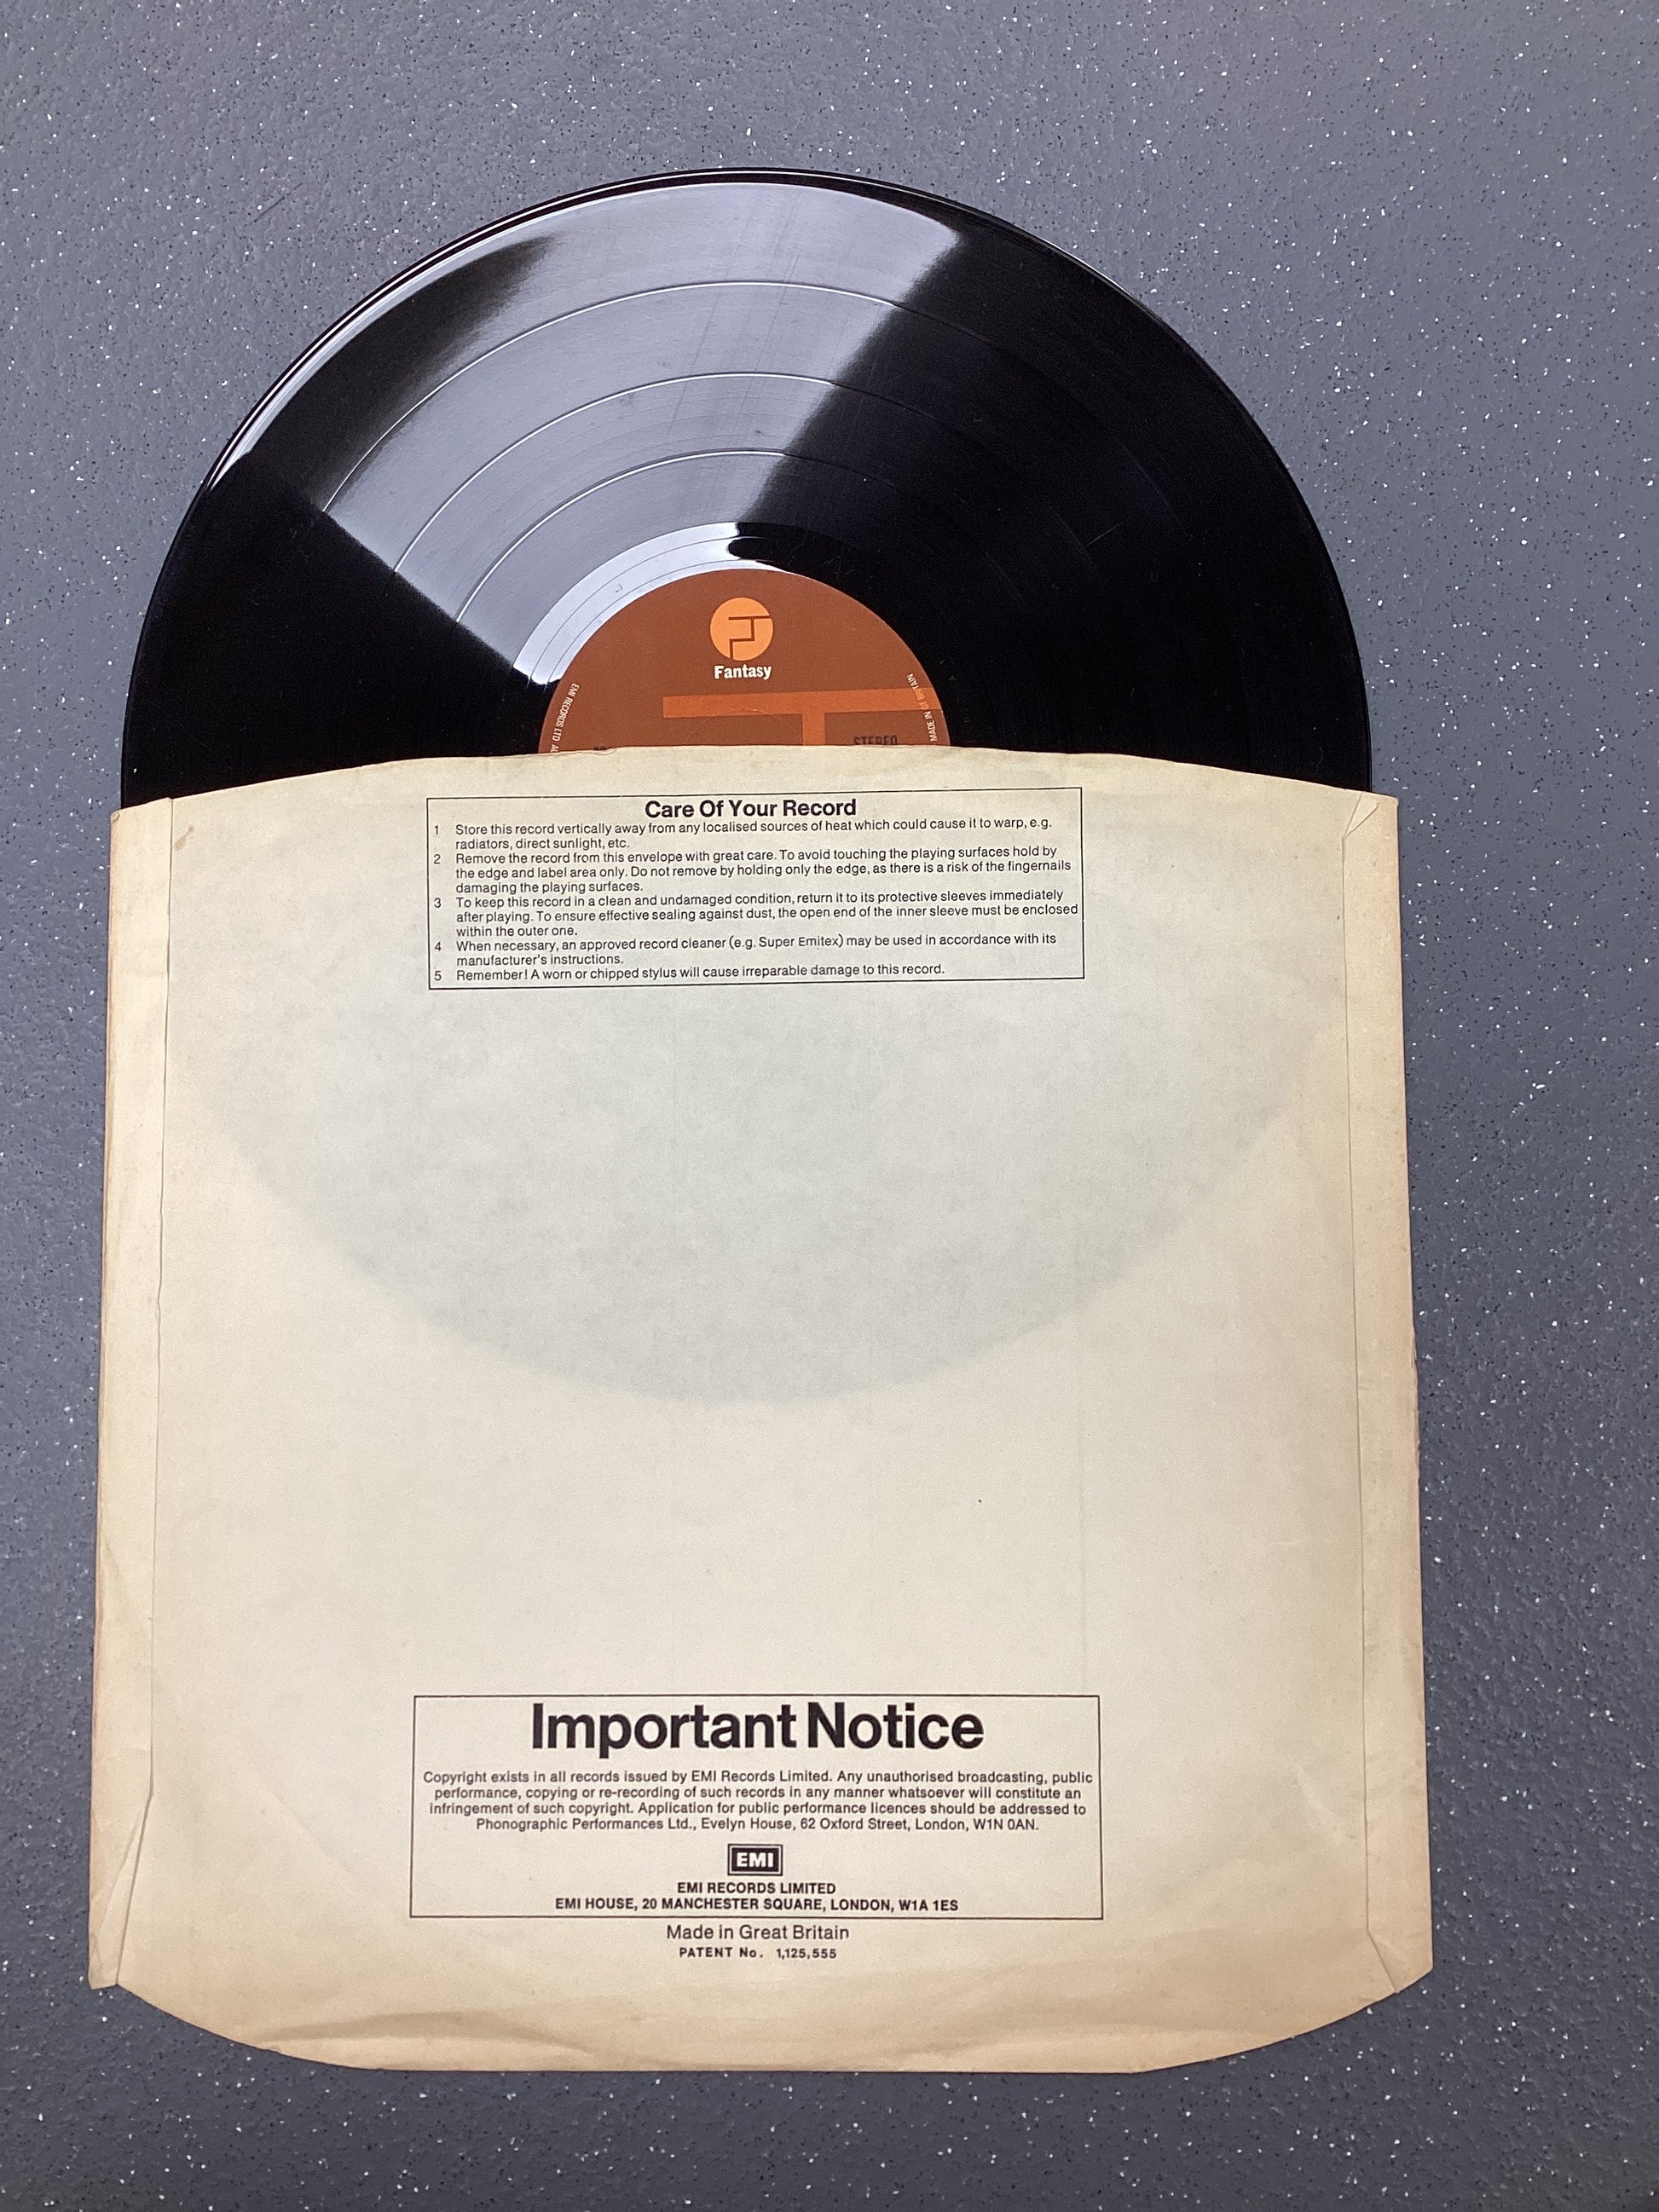 Fantasy
EMI RECORDS LTD
MADE IN GT BRITAIN
STEREO
Care Of Your Record
1 Store this record vertically away from any localised sources of heat which could cause it to warp, e.g.
radiators, direct sunlight, etc.
2 Remove the record from this envelope with great care. To avoid touching the playing surfaces hold by
the edge and label area only. Do not remove by holding only the edge, as there is a risk of the fingernails
damaging the playing surfaces.
3 To keep this record in a clean and undamaged condition, return it to its protective sleeves immediately
after playing. To ensure effective sealing against dust, the open end of the inner sleeve must be enclosed
within the outer one.
4 When necessary, an approved record cleaner (e.g. Super Emitex) may be used in accordance with its
manufacturer's instructions.
5 Remember! A worn or chipped stylus will cause irreparable damage to this record.
Important Notice
Copyright exists in all records issued by EMI Records Limited. Any unauthorised broadcasting, public
performance, copying or re-recording of such records in any manner whatsoever will constitute an
infringement of such copyright. Application for public performance licences should be addressed to
Phonographic Performances Ltd., Evelyn House, 62 Oxford Street, London, W1N 0AN.
EMI
EMI RECORDS LIMITED
EMI HOUSE, 20 MANCHESTER SQUARE, LONDON, W1A 1ES
Made in Great Britain
PATENT No. 1,125,555